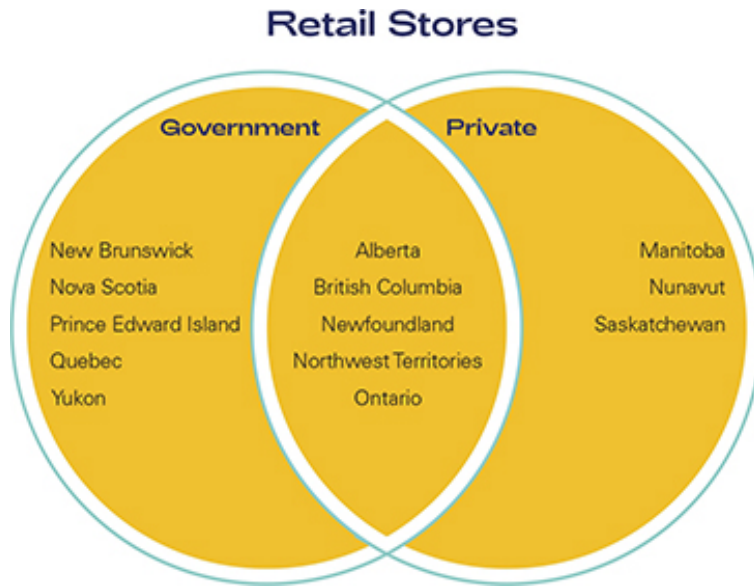 Retail Stores
Government
Private
New Brunswick
Nova Scotia
Prince Edward Island
Quebec
Yukon
Alberta
British Columbia
Newfoundland
Northwest Territories
Ontario
Manitoba
Nunavut
Saskatchewan